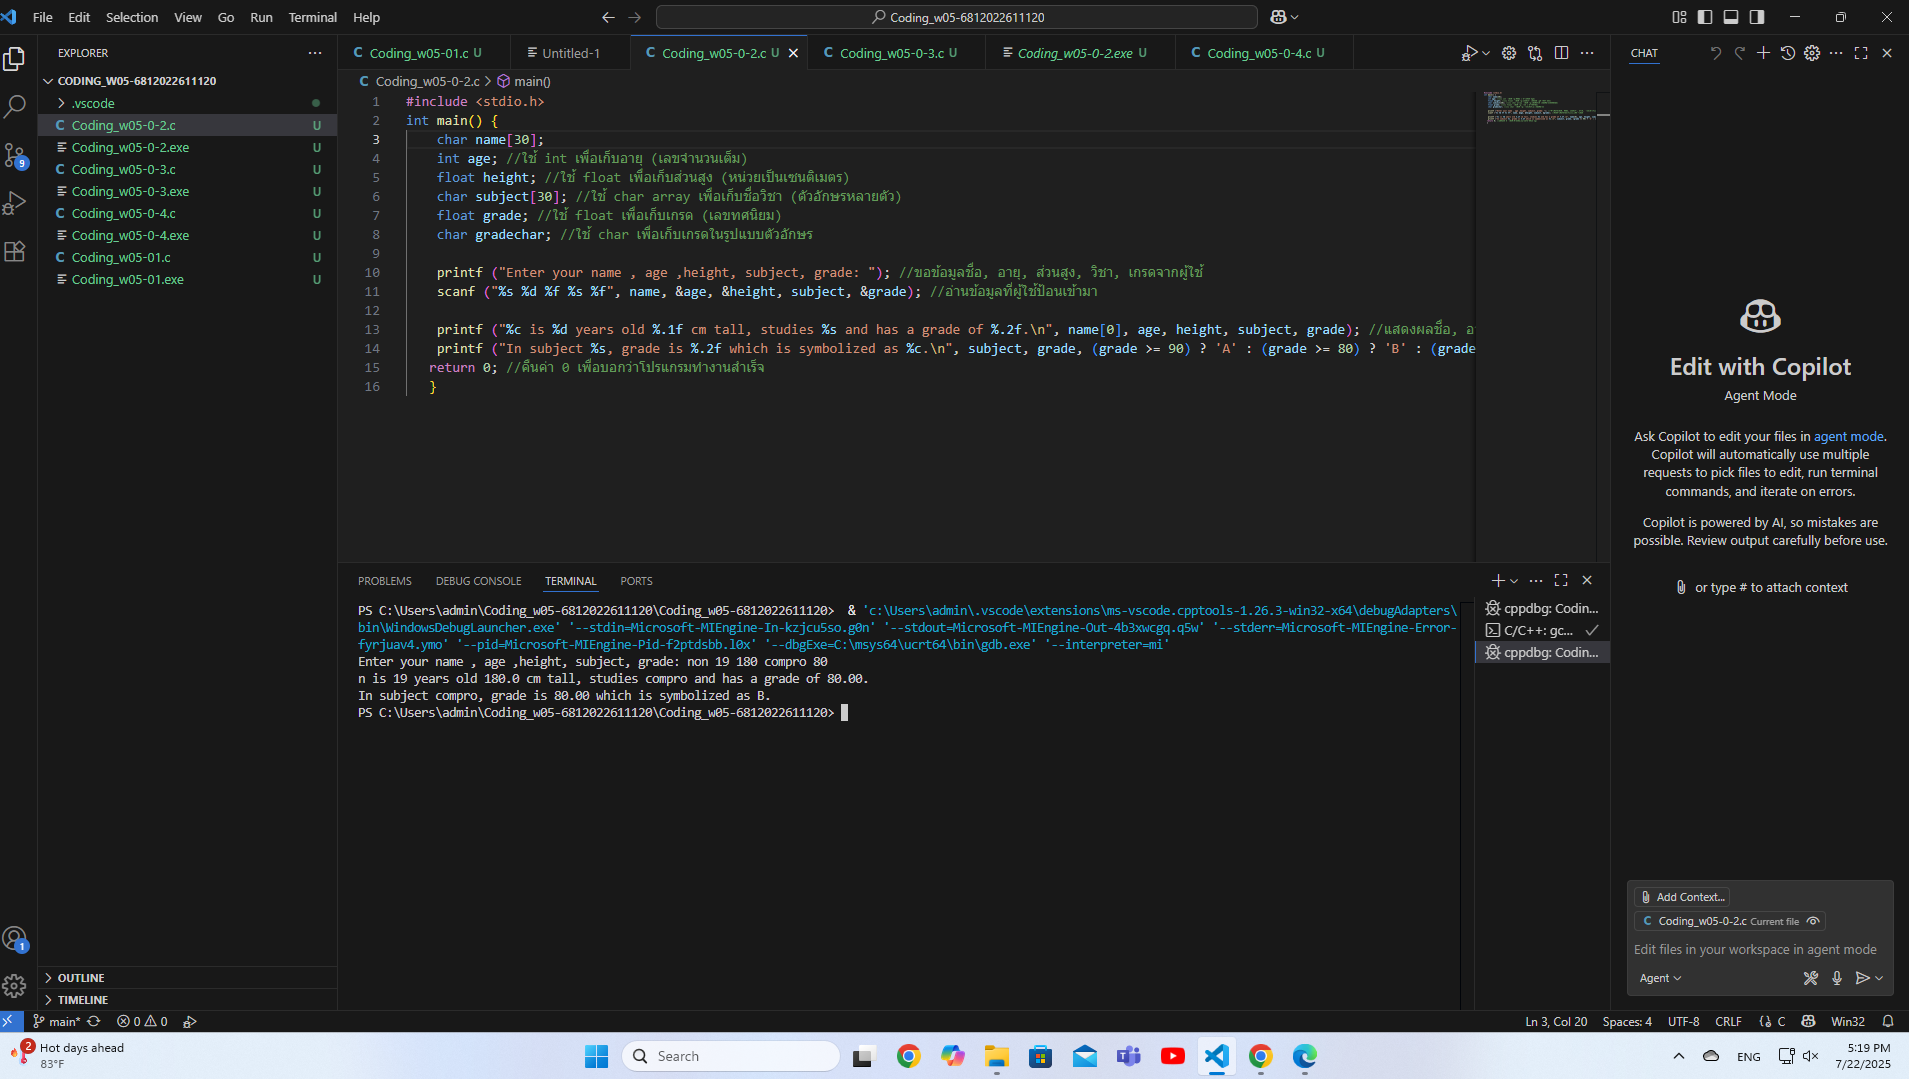 File Edit Selection View Go Run Terminal Help
Coding_w05-6812022611120
EXPLORER
CODING_W05-6812022611120
.vscode
C Coding_w05-0-2.c U
Coding_w05-0-2.exe U
C Coding_w05-0-3.c U
Coding_w05-0-3.exe U
C Coding_w05-0-4.c U
Coding_w05-0-4.exe U
C Coding_w05-01.c U
Coding_w05-01.exe U
9
1
OUTLINE
TIMELINE
C Coding_w05-01.c U Untitled-1 C Coding_w05-0-2.c U C Coding_w05-0-3.c U Coding_w05-0-2.exe U C Coding_w05-0-4.c U
C Coding_w05-0-2.c > main()
1 #include <stdio.h>
2 int main() {
3 char name[30];
4 int age; //ใช้ int เพื่อเก็บอายุ (เลขจำนวนเต็ม)
5 float height; //ใช้ float เพื่อเก็บส่วนสูง (หน่วยเป็นเซนติเมตร)
6 char subject[30]; //ใช้ char array เพื่อเก็บชื่อวิชา (ตัวอักษรหลายตัว)
7 float grade; //ใช้ float เพื่อเก็บเกรด (เลขทศนิยม)
8 char gradechar; //ใช้ char เพื่อเก็บเกรดในรูปแบบตัวอักษร
9
10 printf ("Enter your name , age ,height, subject, grade: "); //ขอข้อมูลชื่อ, อายุ, ส่วนสูง, วิชา, เกรดจากผู้ใช้
11 scanf ("%s %d %f %s %f", name, &age, &height, subject, &grade); //อ่านข้อมูลที่ผู้ใช้ป้อนเข้ามา
12
13 printf ("%c is %d years old %.1f cm tall, studies %s and has a grade of %.2f.\n", name[0], age, height, subject, grade); //แสดงผลชื่อ, อา
14 printf ("In subject %s, grade is %.2f which is symbolized as %c.\n", subject, grade, (grade >= 90) ? 'A' : (grade >= 80) ? 'B' : (grade
15 return 0; //คืนค่า 0 เพื่อบอกว่าโปรแกรมทำงานสำเร็จ
16 }
PROBLEMS DEBUG CONSOLE TERMINAL PORTS
PS C:\Users\admin\Coding_w05-6812022611120\Coding_w05-6812022611120> & 'c:\Users\admin\.vscode\extensions\ms-vscode.cpptools-1.26.3-win32-x64\debugAdapters\
bin\WindowsDebugLauncher.exe' '--stdin=Microsoft-MIEngine-In-kzjcu5so.g0n' '--stdout=Microsoft-MIEngine-Out-4b3xwcgq.q5w' '--stderr=Microsoft-MIEngine-Error-
fyrjuav4.ymo' '--pid=Microsoft-MIEngine-Pid-f2ptdsbb.l0x' '--dbgExe=C:\msys64\ucrt64\bin\gdb.exe' '--interpreter=mi'
Enter your name , age ,height, subject, grade: non 19 180 compro 80
n is 19 years old 180.0 cm tall, studies compro and has a grade of 80.00.
In subject compro, grade is 80.00 which is symbolized as B.
PS C:\Users\admin\Coding_w05-6812022611120\Coding_w05-6812022611120>
cppdbg: Codin...
C/C++: gc...
cppdbg: Codin...
CHAT
Edit with Copilot
Agent Mode
Ask Copilot to edit your files in agent mode.
Copilot will automatically use multiple
requests to pick files to edit, run terminal
commands, and iterate on errors.
Copilot is powered by AI, so mistakes are
possible. Review output carefully before use.
or type # to attach context
Add Context...
C Coding_w05-0-2.c Current file
Edit files in your workspace in agent mode
Agent
main* 0 0
Ln 3, Col 20 Spaces: 4 UTF-8 CRLF {} C Win32
2
Hot days ahead
83°F
Search
ENG
5:19 PM
7/22/2025